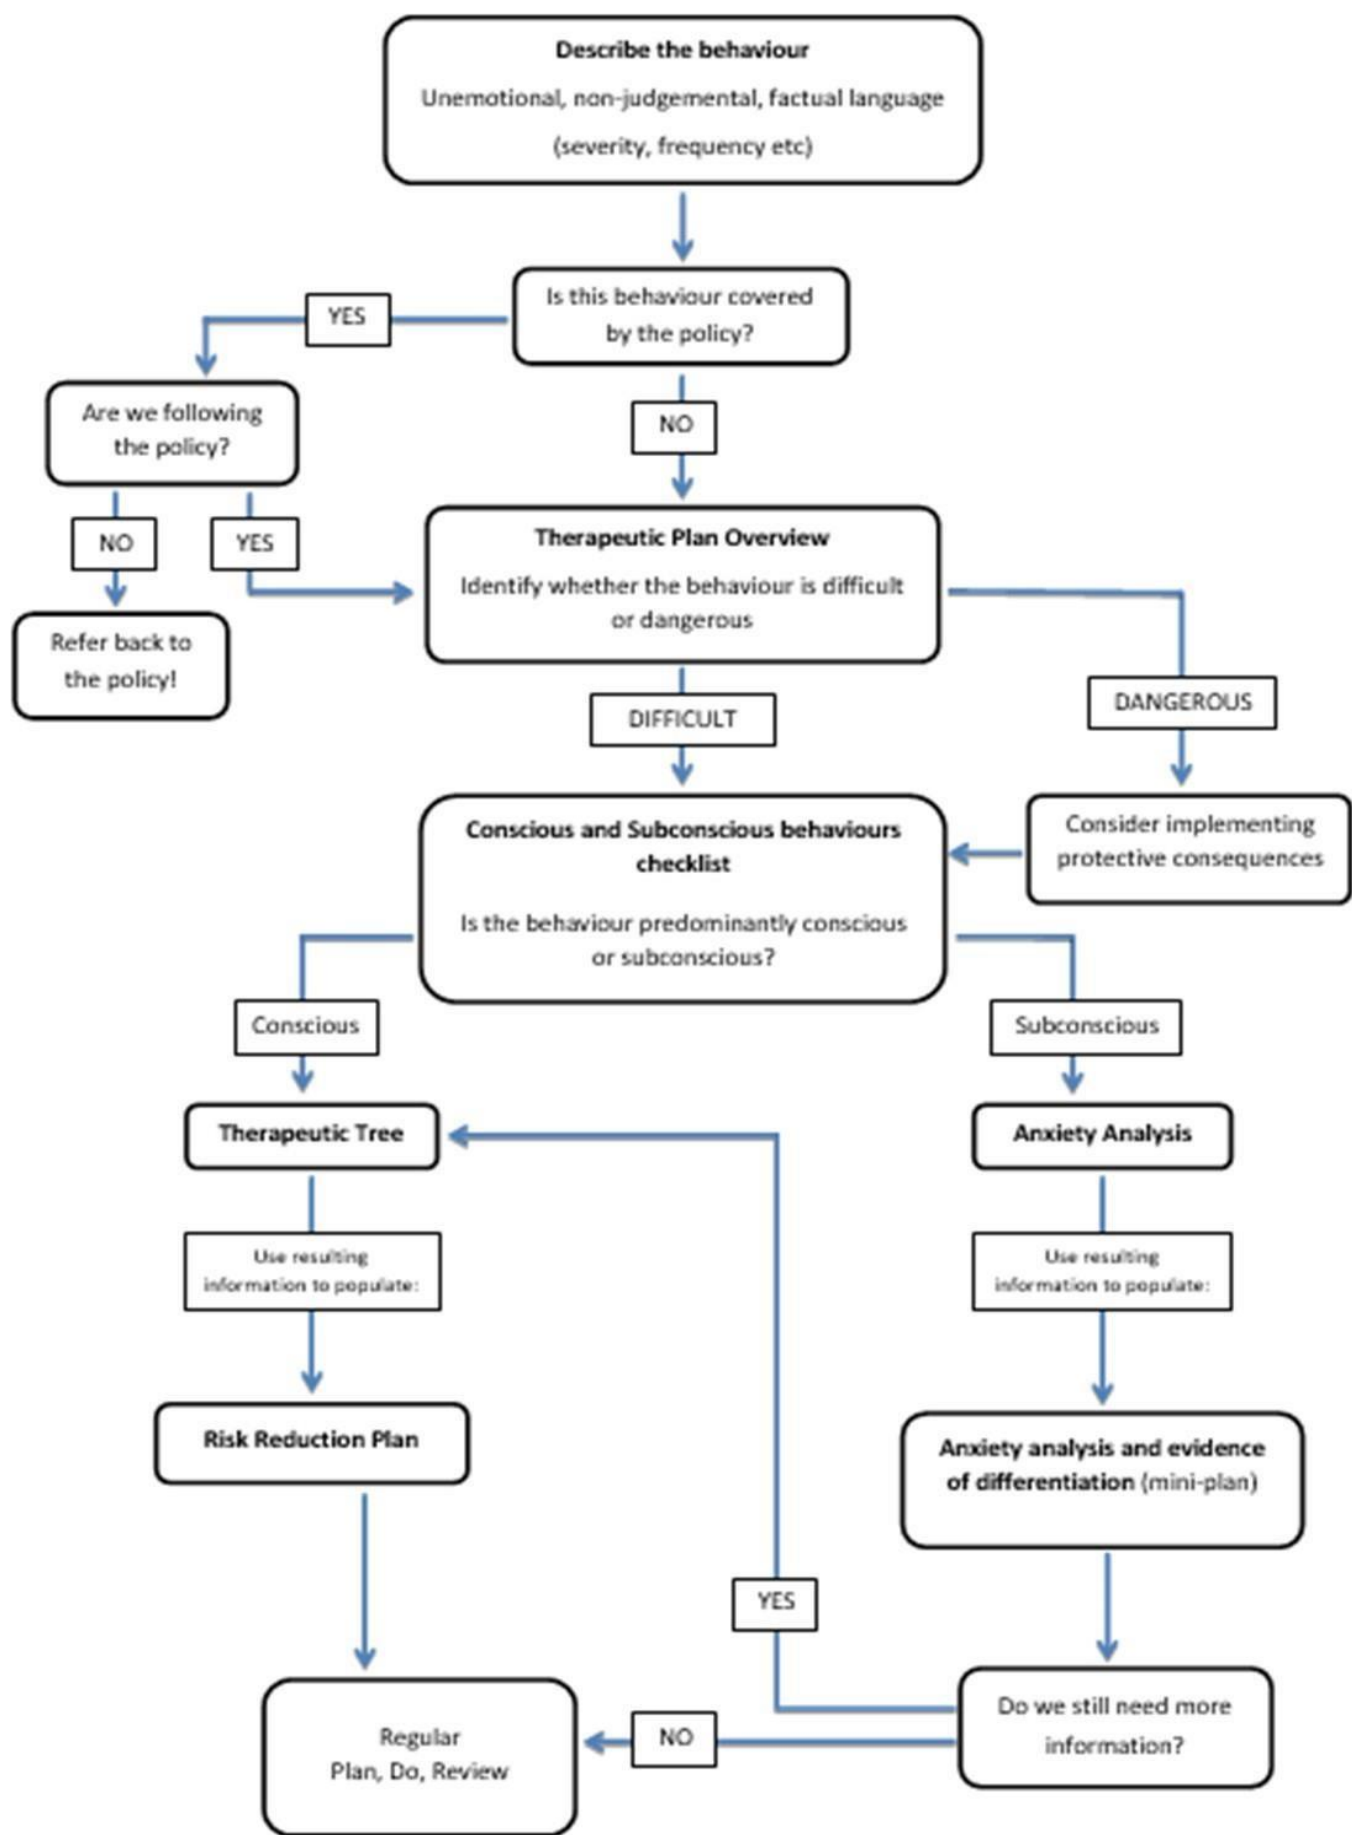 Describe the behaviour
Unemotional, non-judgemental, factual language
(severity, frequency etc)
Is this behaviour covered
by the policy?
YES
Are we following
the policy?
NO
NO
YES
Refer back to
the policy!
Therapeutic Plan Overview
Identify whether the behaviour is difficult
or dangerous
DIFFICULT
DANGEROUS
Consider implementing
protective consequences
Conscious and Subconscious behaviours
checklist
Is the behaviour predominantly conscious
or subconscious?
Conscious
Subconscious
Therapeutic Tree
Anxiety Analysis
Use resulting
information to populate:
Use resulting
information to populate:
Risk Reduction Plan
Anxiety analysis and evidence
of differentiation (mini-plan)
YES
Do we still need more
information?
NO
Regular
Plan, Do, Review